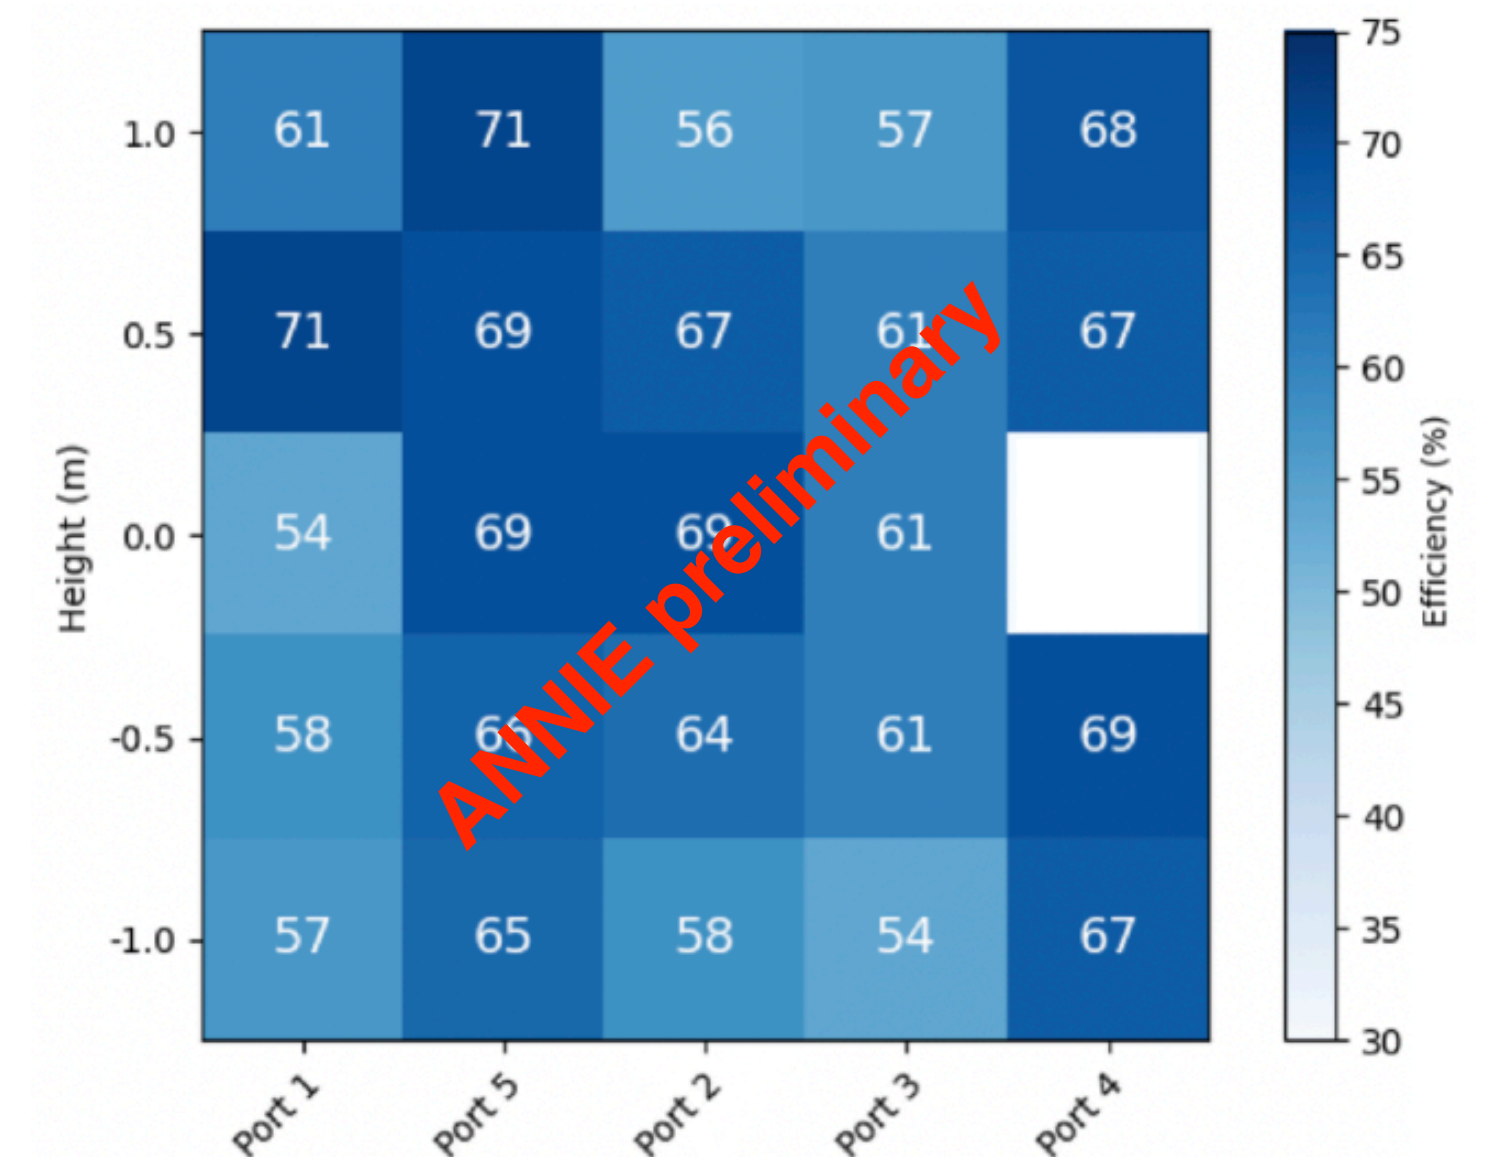 75
1.0 61 71 56 57 68
70
65
0.5 71 69 67 61 67
60
55
Height (m) 0.0 54 69 69 61
50
Efficiency (%)
45
-0.5 58 66 64 61 69
40
35
-1.0 57 65 58 54 67
30
Port 1 Port 5 Port 2 Port 3 Port 4
ANNIE preliminary